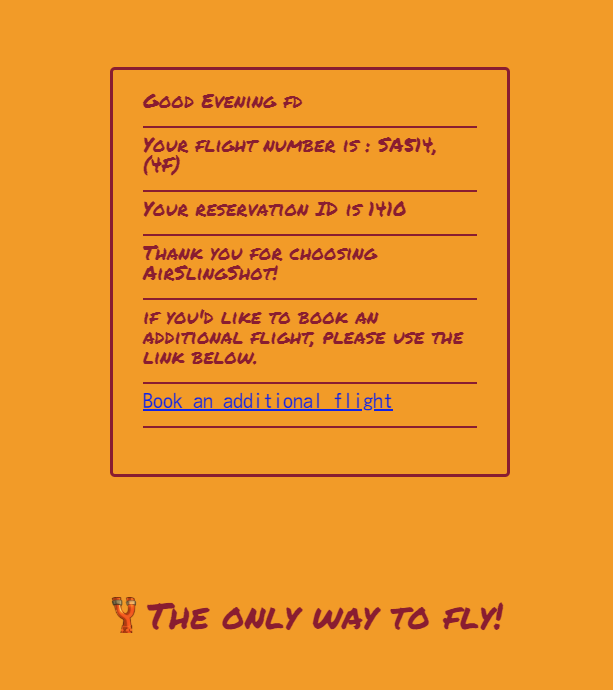 Good Evening fd
Your flight number is : SA514,
(4F)
Your reservation ID is 1410
Thank you for choosing
AirSlingShot!
if you'd like to book an
additional flight, please use the
link below.
Book an additional flight
The only way to fly!